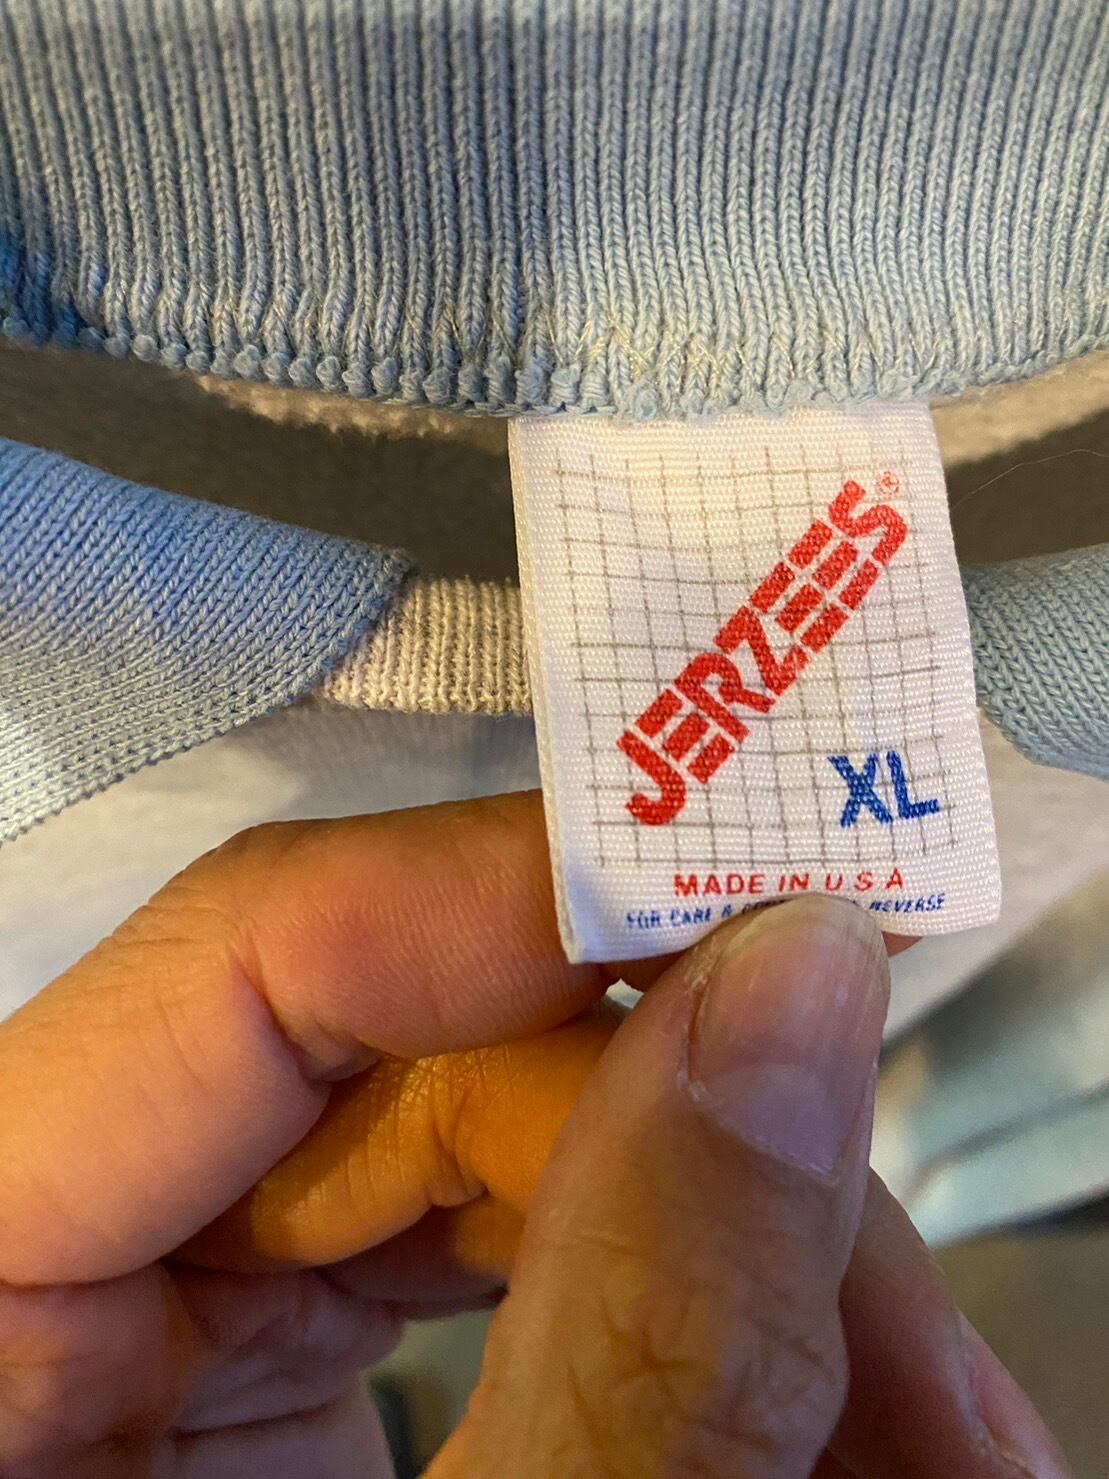 JERZEES®
XL
MADE IN U S A
FOR CARE & REVERSE